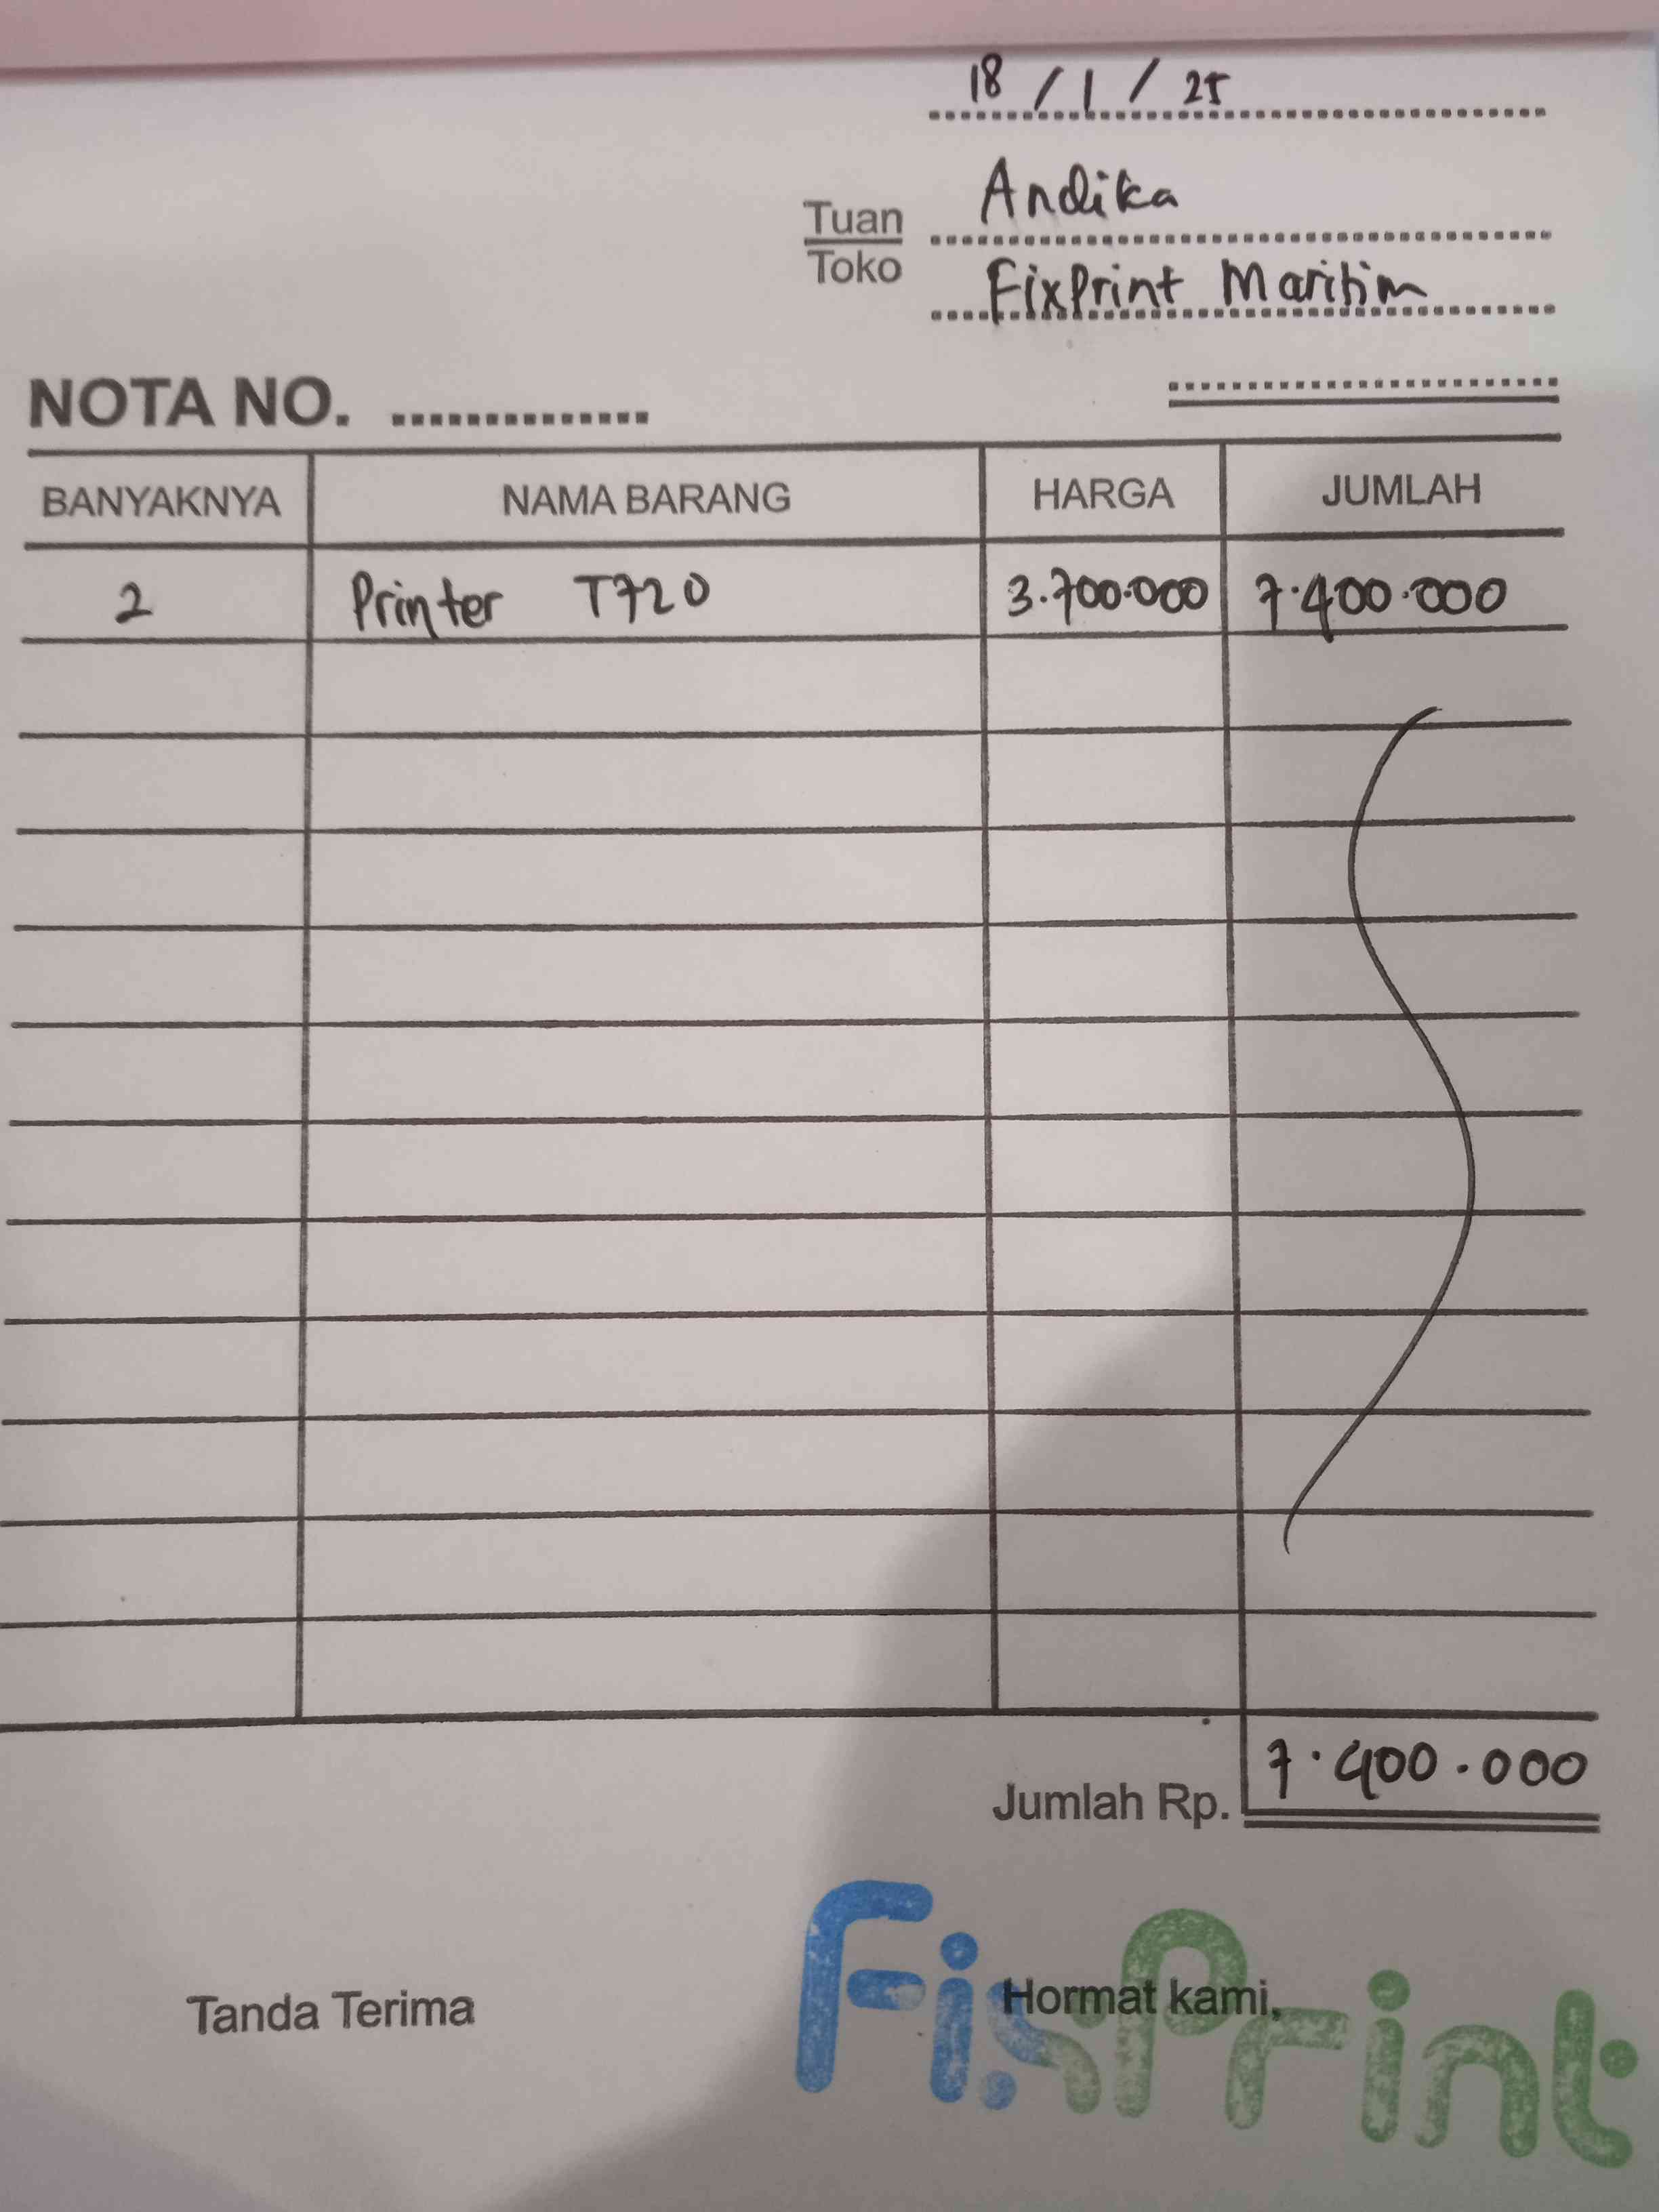 18 / 1 / 25
Tuan
Toko
Andika
FixPrint Maritim
NOTA NO. ..............
BANYAKNYA NAMA BARANG HARGA JUMLAH
2 Printer T720 3.700.000 7.400.000
Jumlah Rp. 7.400.000
Tanda Terima Hormat kami,
FixPrint